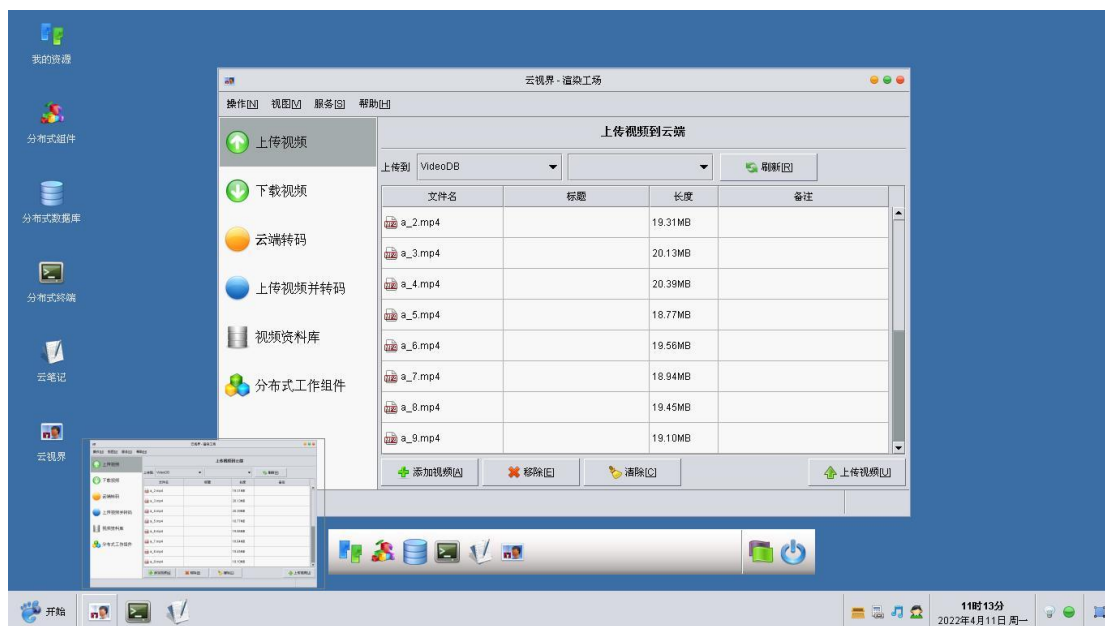 我的资源
分布式组件
分布式数据库
分布式终端
云笔记
云视界
云视界 - 渲染工场
操作[N] 视图[V] 服务[S] 帮助[H]
上传视频
下载视频
云端转码
上传视频并转码
视频资料库
分布式工作组件
上传视频到云端
上传到 VideoDB 刷新[R]
文件名 标题 长度 备注
a_2.mp4 19.31MB
a_3.mp4 20.13MB
a_4.mp4 20.39MB
a_5.mp4 18.77MB
a_6.mp4 19.56MB
a_7.mp4 18.94MB
a_8.mp4 19.45MB
a_9.mp4 19.10MB
添加视频[A] 移除[E] 清除[C] 上传视频[U]
开始
11时13分
2022年4月11日 周一